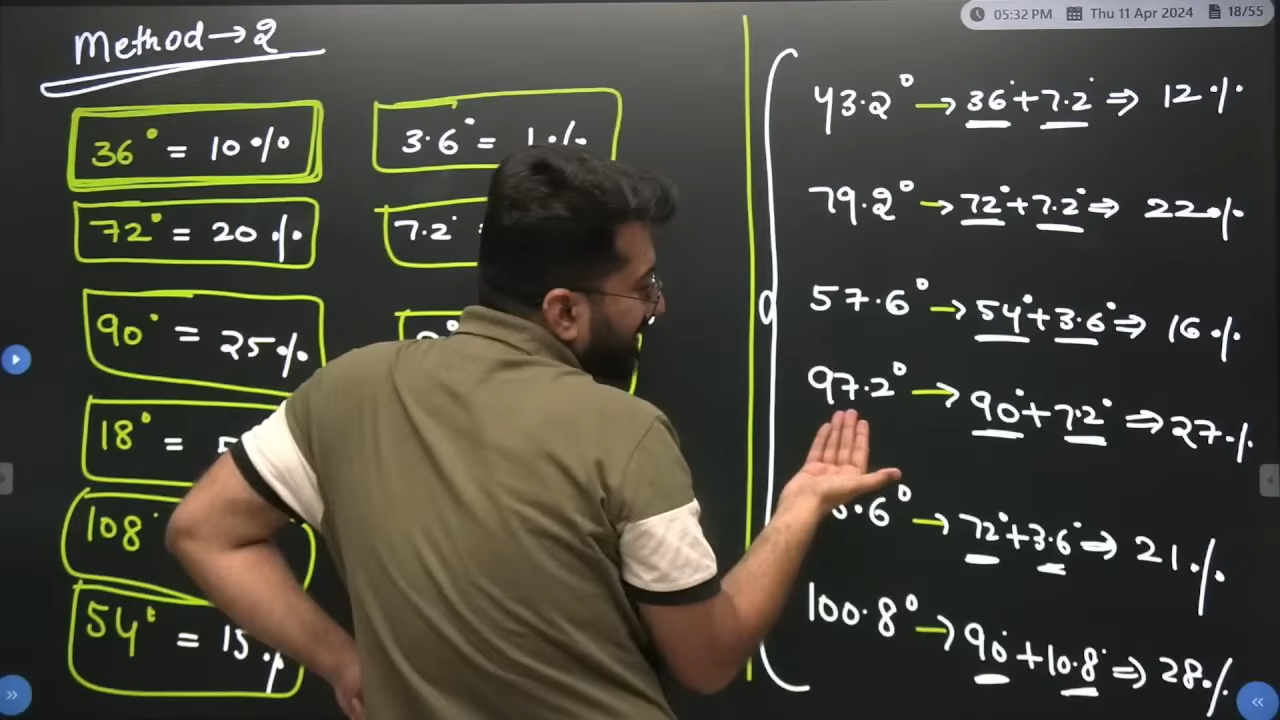 05:32 PM Thu 11 Apr 2024 18/55
Method→2
36° = 10%
3.6° = 1%
72° = 20%
7.2°
90° = 25%
18° =
108°
54° = 15%
43.2° → 36° + 7.2° ⇒ 12%
79.2° → 72° + 7.2° ⇒ 22%
57.6° → 54° + 3.6° ⇒ 16%
97.2° → 90° + 7.2° ⇒ 27%
.6° → 72° + 3.6° ⇒ 21%
100.8° → 90° + 10.8° ⇒ 28%